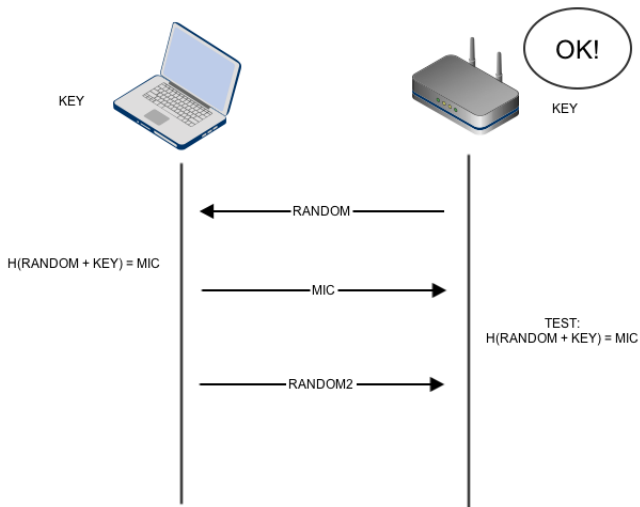 OK!
KEY
KEY
RANDOM
H(RANDOM + KEY) = MIC
MIC
TEST:
H(RANDOM + KEY) = MIC
RANDOM2